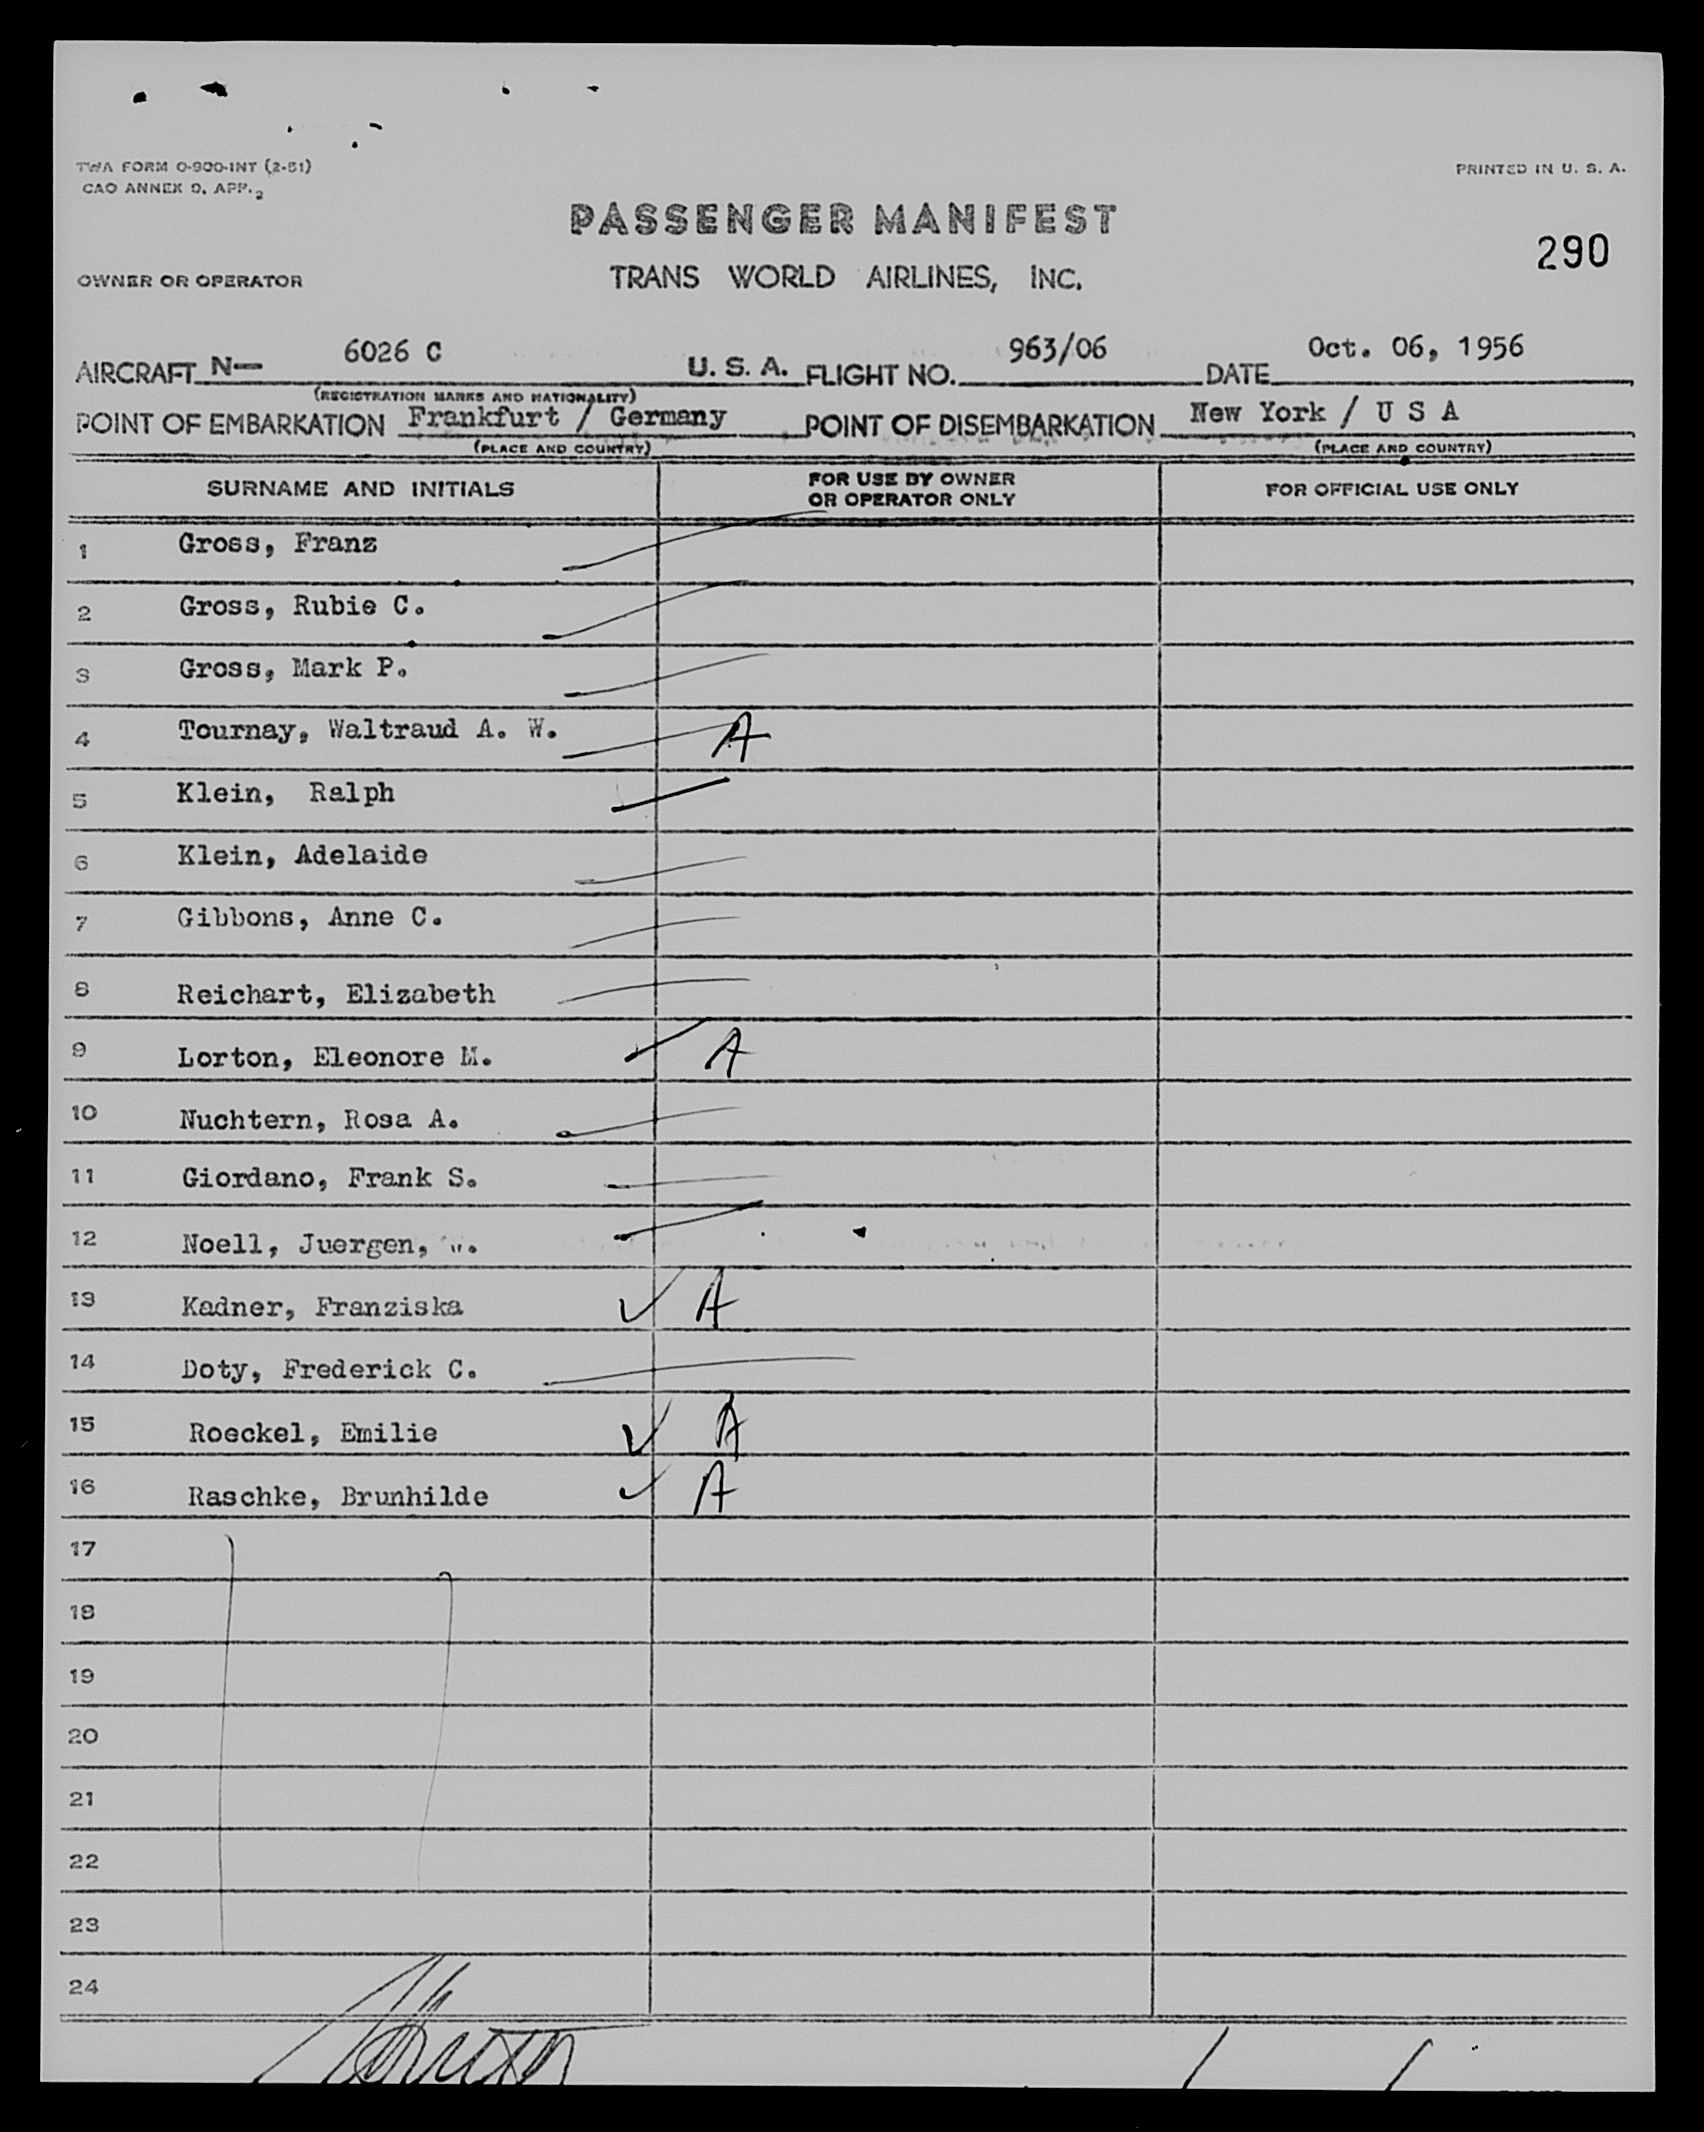 TWA FORM O-900-INT (2-51)
CAO ANNEX 9, APP. 2
PRINTED IN U. S. A.
PASSENGER MANIFEST
290
OWNER OR OPERATOR
TRANS WORLD AIRLINES, INC.
AIRCRAFT N— 6026 C U. S. A. FLIGHT NO. 963/06 DATE Oct. 06, 1956
(REGISTRATION MARKS AND NATIONALITY)
POINT OF EMBARKATION Frankfurt / Germany POINT OF DISEMBARKATION New York / U S A
(PLACE AND COUNTRY) (PLACE AND COUNTRY)
SURNAME AND INITIALS FOR USE BY OWNER OR OPERATOR ONLY FOR OFFICIAL USE ONLY
1 Gross, Franz
2 Gross, Rubie C.
3 Gross, Mark P.
4 Tournay, Waltraud A. W. A
5 Klein, Ralph
6 Klein, Adelaide
7 Gibbons, Anne C.
8 Reichart, Elizabeth
9 Lorton, Eleonore M. A
10 Nuchtern, Rosa A.
11 Giordano, Frank S.
12 Noell, Juergen,
13 Kadner, Franziska A
14 Doty, Frederick C.
15 Roeckel, Emilie A
16 Raschke, Brunhilde A
17
18
19
20
21
22
23
24